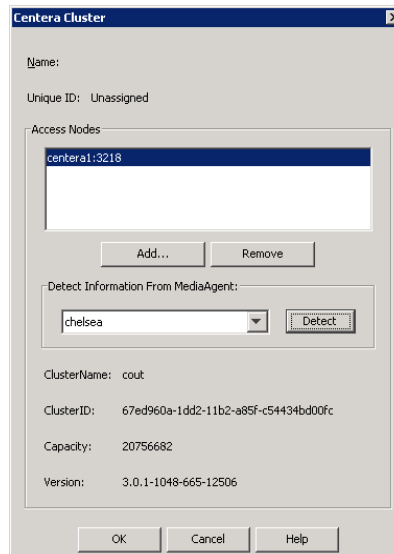 Centera Cluster
Name:
Unique ID: Unassigned
Access Nodes
centera1:3218
Add... Remove
Detect Information From MediaAgent:
chelsea Detect
ClusterName: cout
ClusterID: 67ed960a-1dd2-11b2-a85f-c54434bd00fc
Capacity: 20756682
Version: 3.0.1-1048-665-12506
OK Cancel Help